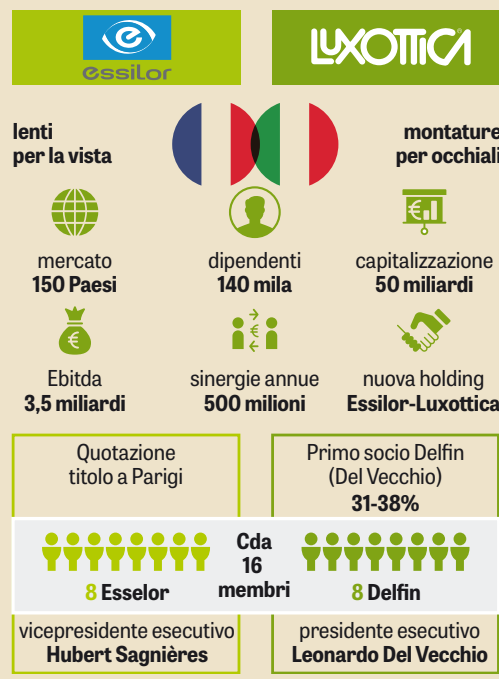 essilor
LUXOTTICA
lenti
per la vista
montature
per occhiali
mercato
150 Paesi
dipendenti
140 mila
capitalizzazione
50 miliardi
Ebitda
3,5 miliardi
sinergie annue
500 milioni
nuova holding
Essilor-Luxottica
Quotazione
titolo a Parigi
Primo socio Delfin
(Del Vecchio)
31-38%
Cda
16
membri
8 Esselor
8 Delfin
vicepresidente esecutivo
Hubert Sagnières
presidente esecutivo
Leonardo Del Vecchio